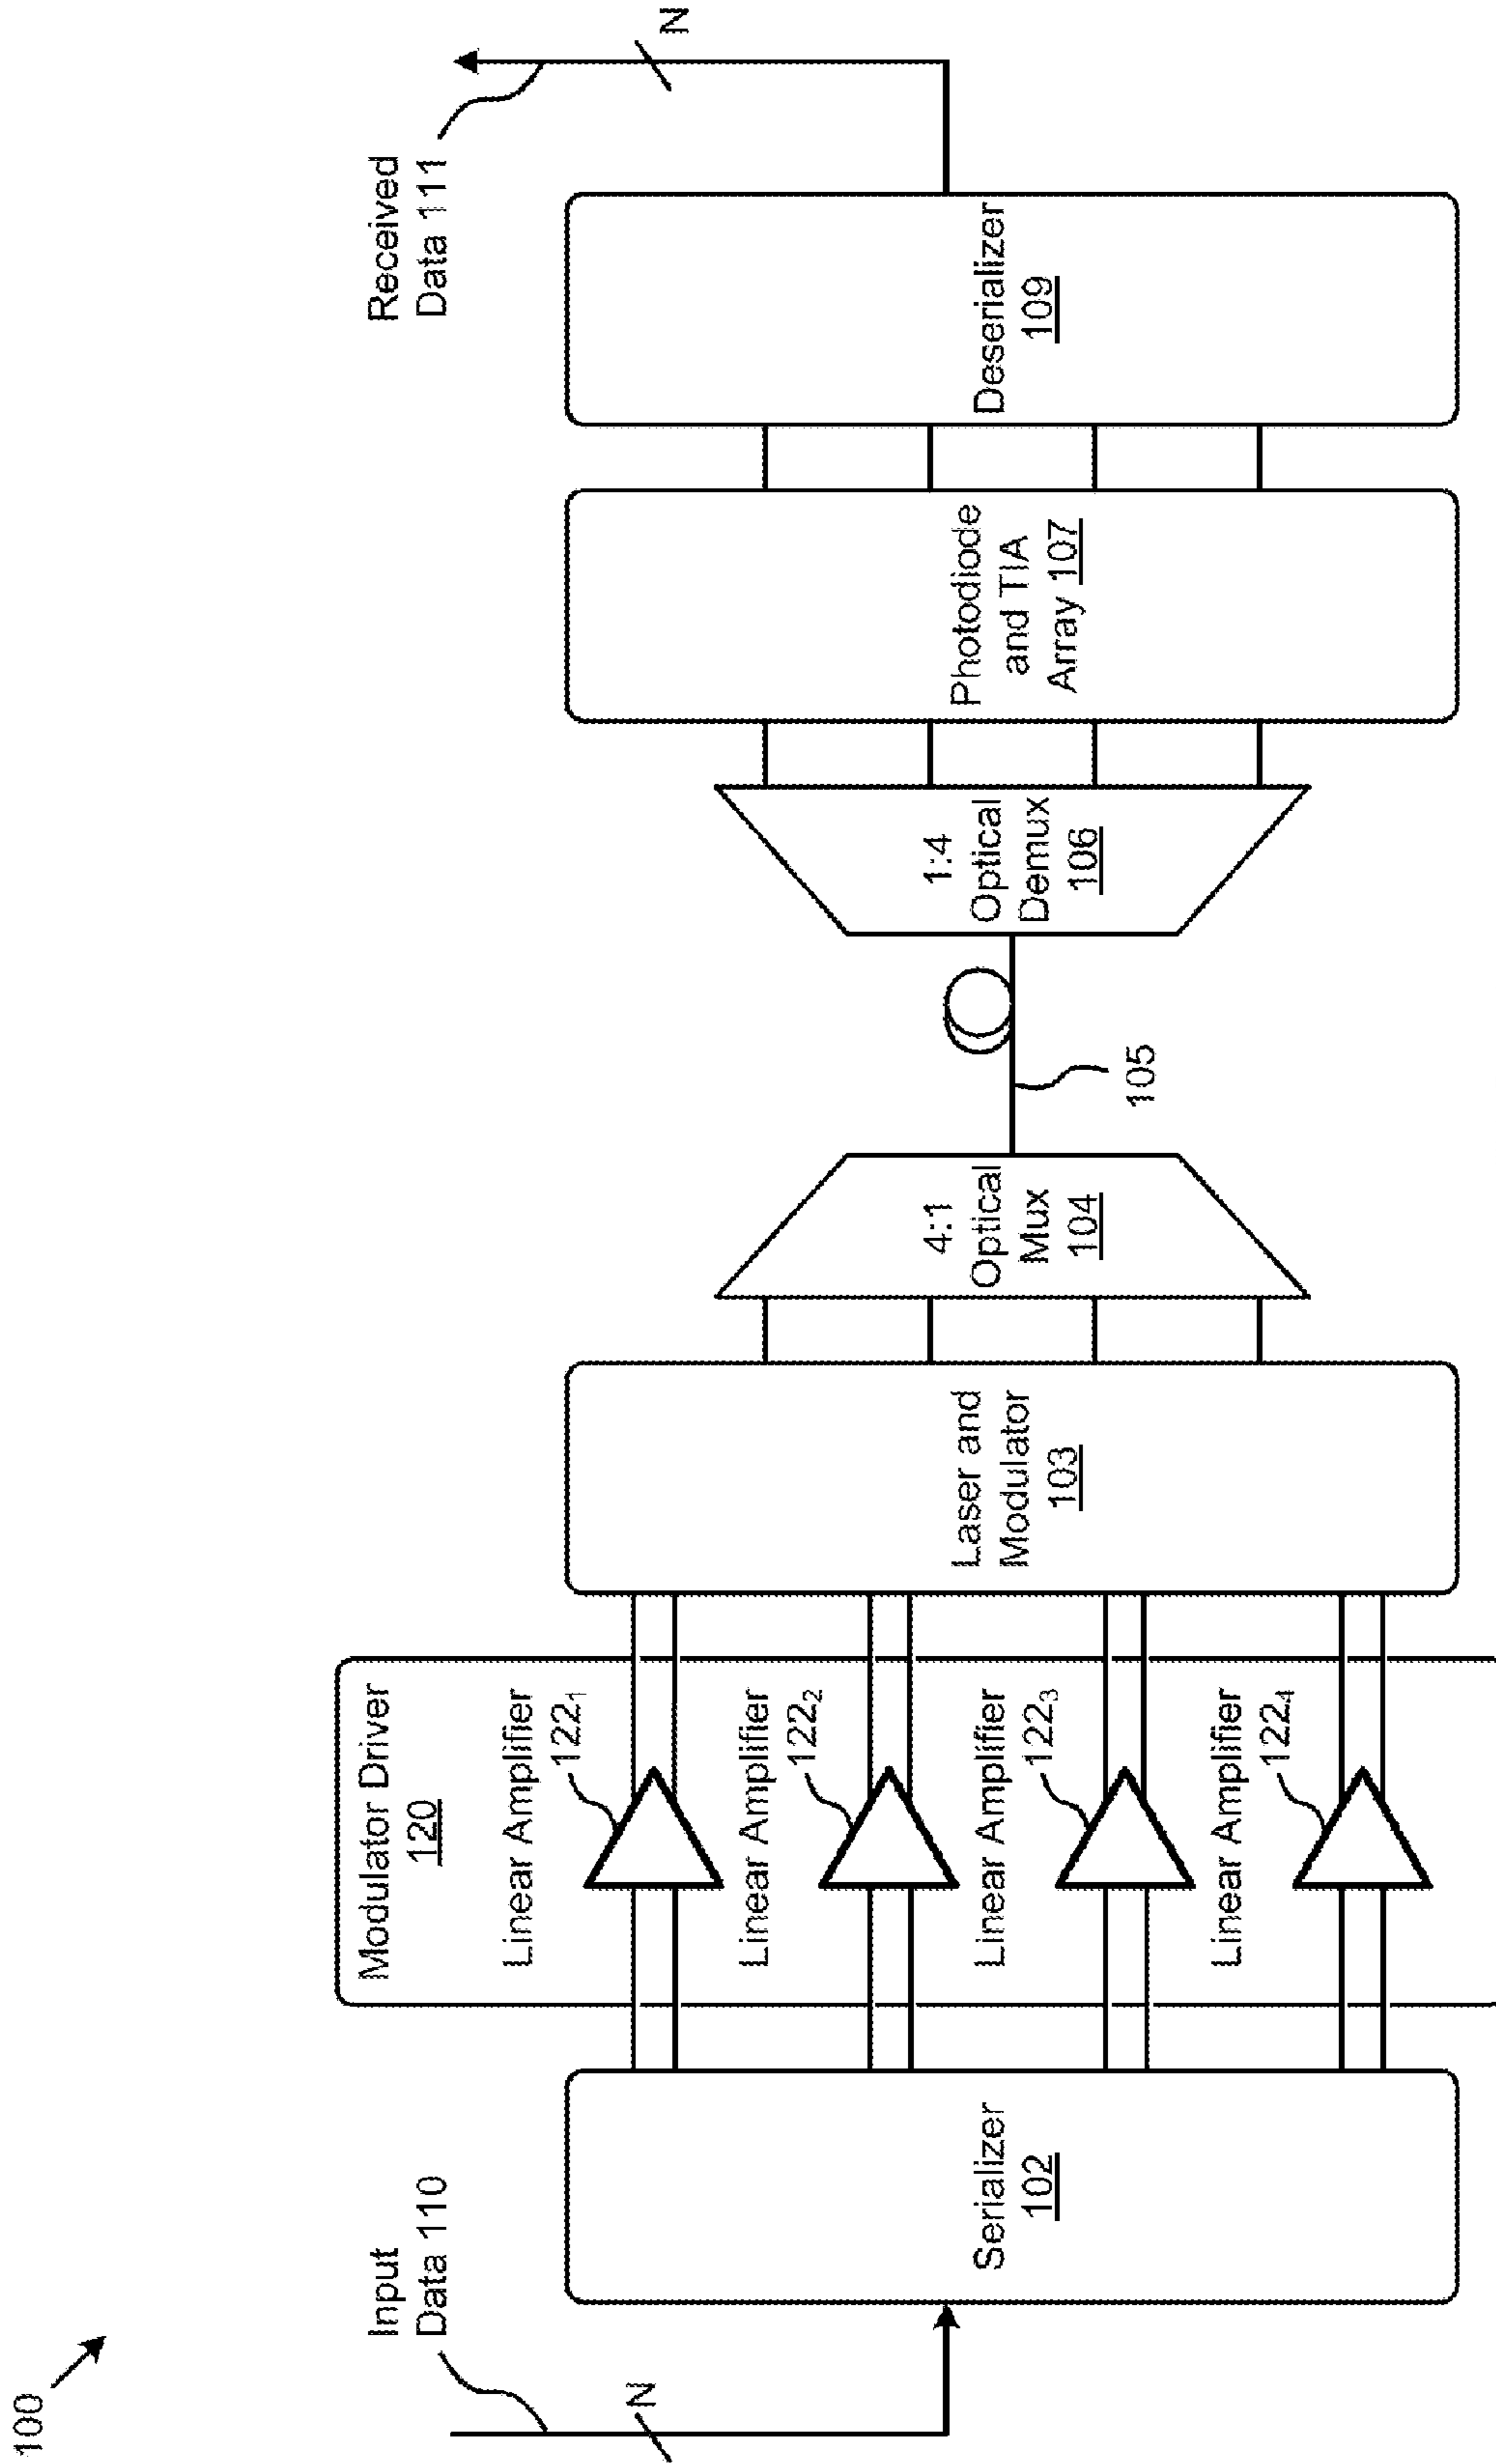 100
Input
Data 110
N
Serializer
102
Modulator Driver
120
Linear Amplifier
122₁
Linear Amplifier
122₂
Linear Amplifier
122₃
Linear Amplifier
122₄
Laser and
Modulator
103
4:1
Optical
Mux
104
105
1:4
Optical
Demux
106
Photodiode
and TIA
Array 107
Deserializer
109
Received
Data 111
N